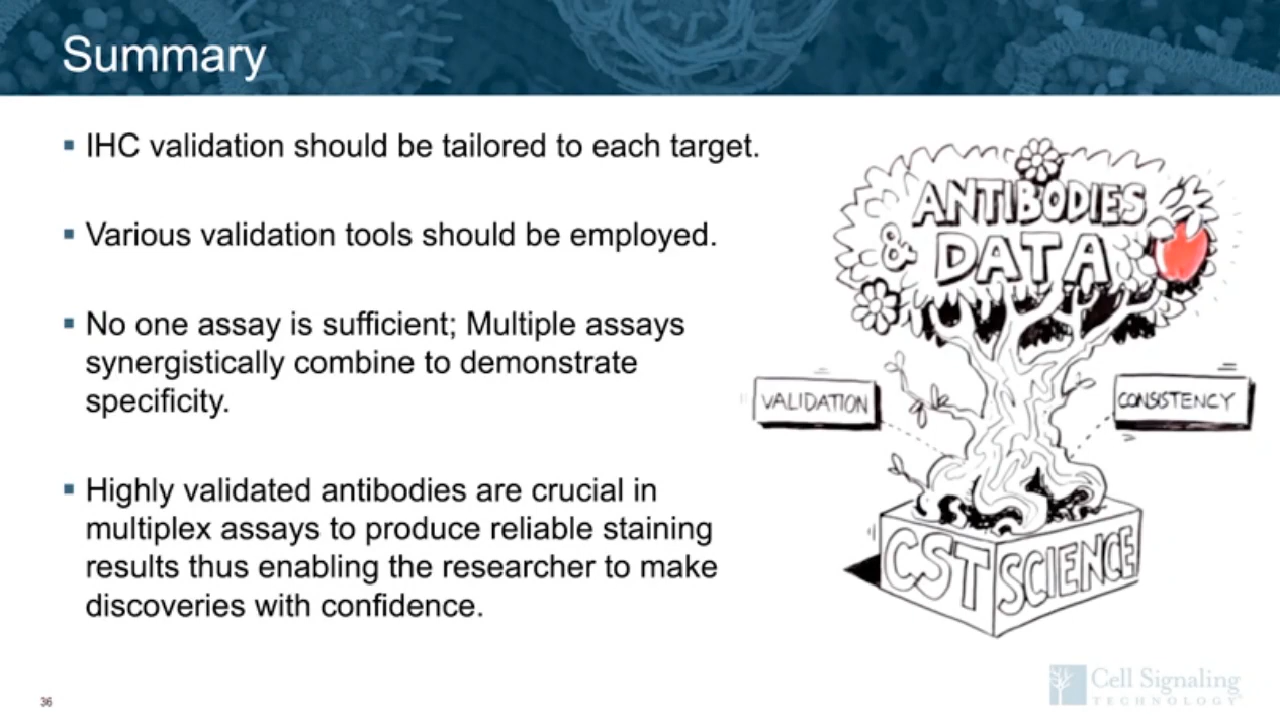 Summary
▪ IHC validation should be tailored to each target.
▪ Various validation tools should be employed.
▪ No one assay is sufficient; Multiple assays
synergistically combine to demonstrate
specificity.
▪ Highly validated antibodies are crucial in
multiplex assays to produce reliable staining
results thus enabling the researcher to make
discoveries with confidence.
ANTIBODIES
& DATA
VALIDATION
CONSISTENCY
CST SCIENCE
36
Cell Signaling
TECHNOLOGY